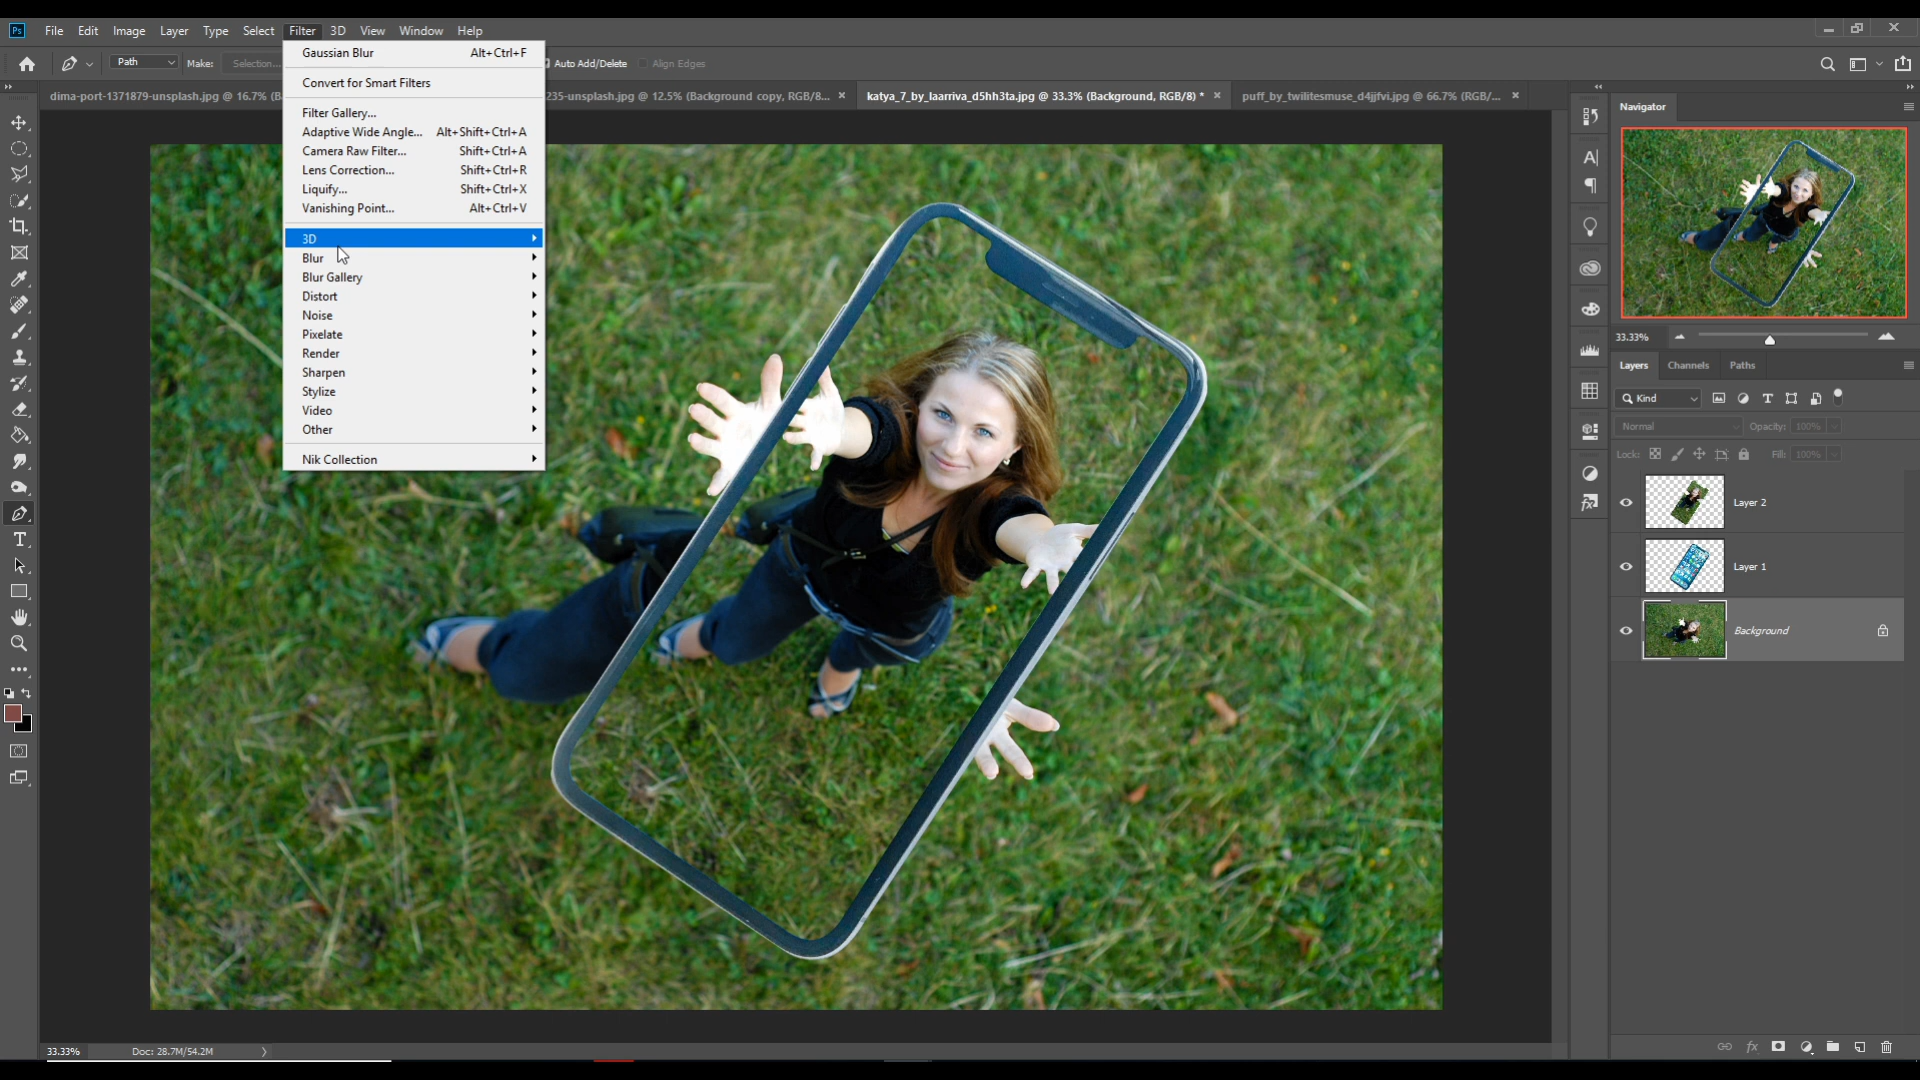 Ps File Edit Image Layer Type Select Filter 3D View Window Help
Path Make: Selection... Auto Add/Delete Align Edges
dima-port-1371879-unsplash.jpg @ 16.7% (B
235-unsplash.jpg @ 12.5% (Background copy, RGB/8... ×
katya_7_by_laarriva_d5hh3ta.jpg @ 33.3% (Background, RGB/8) * ×
puff_by_twilitesmuse_d4jjfvi.jpg @ 66.7% (RGB/... ×
Gaussian Blur Alt+Ctrl+F
Convert for Smart Filters
Filter Gallery...
Adaptive Wide Angle... Alt+Shift+Ctrl+A
Camera Raw Filter... Shift+Ctrl+A
Lens Correction... Shift+Ctrl+R
Liquify... Shift+Ctrl+X
Vanishing Point... Alt+Ctrl+V
3D
Blur
Blur Gallery
Distort
Noise
Pixelate
Render
Sharpen
Stylize
Video
Other
Nik Collection
Navigator
33.33%
Layers Channels Paths
Kind
Normal Opacity: 100%
Lock: Fill: 100%
Layer 2
Layer 1
Background
33.33% Doc: 28.7M/54.2M